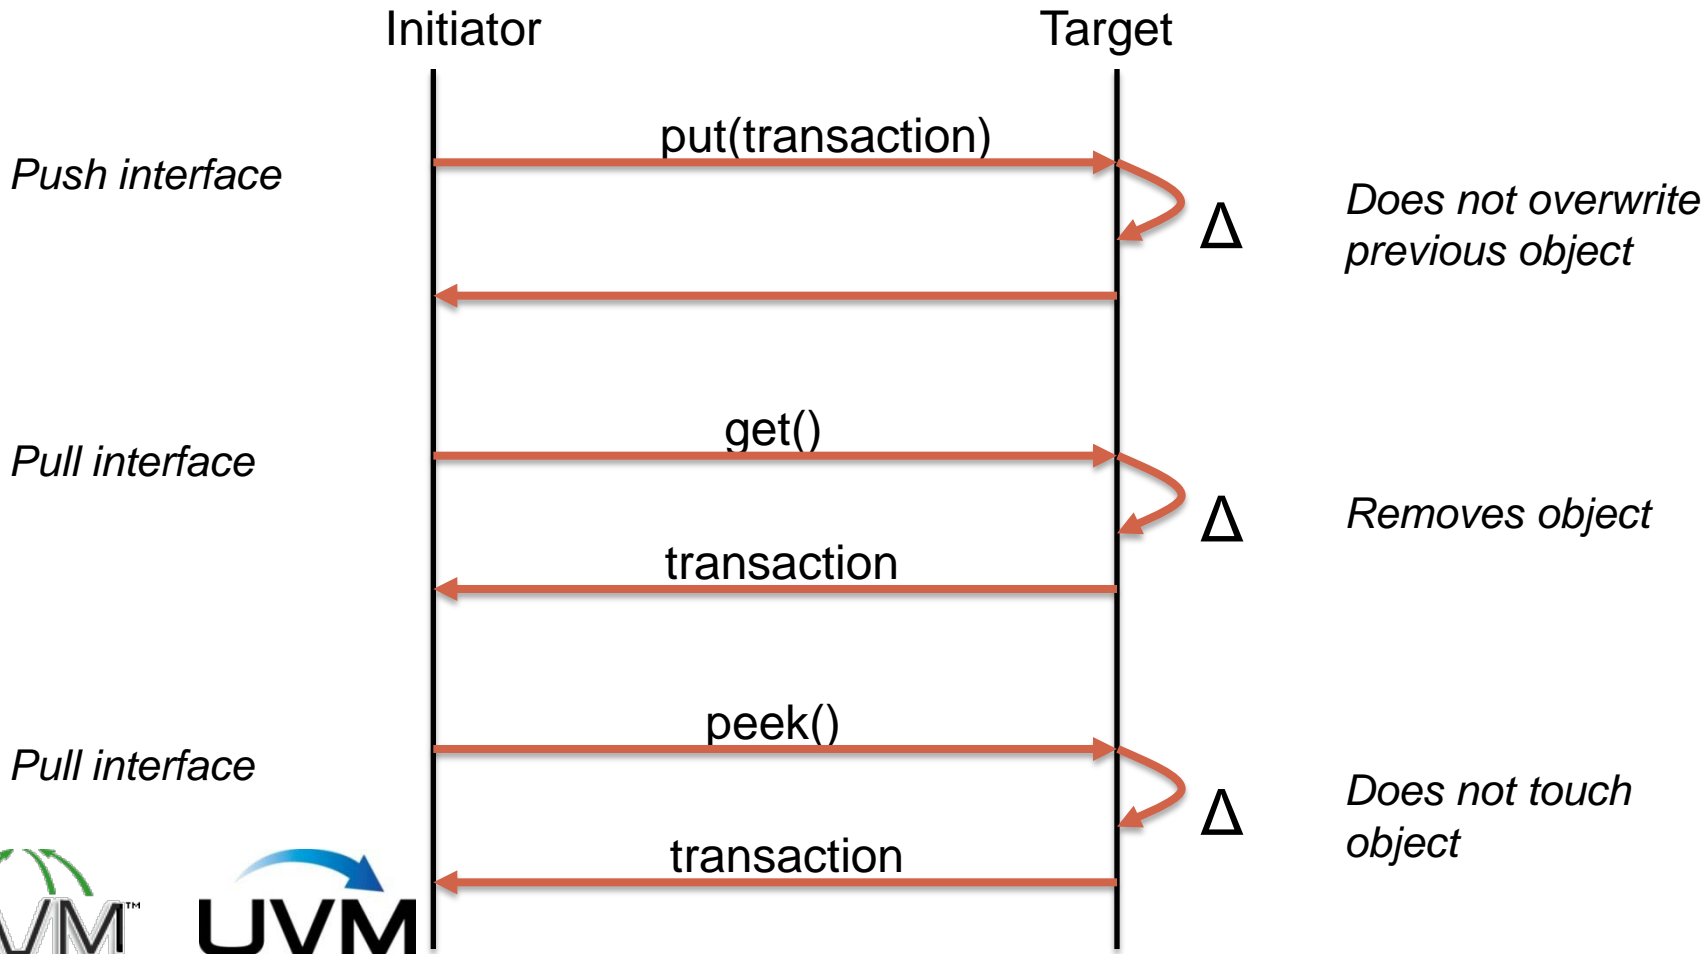 Initiator
Target
put(transaction)
Push interface
Δ
Does not overwrite
previous object
get()
Pull interface
Δ
Removes object
transaction
peek()
Pull interface
Δ
Does not touch
object
transaction
VM™
UVM